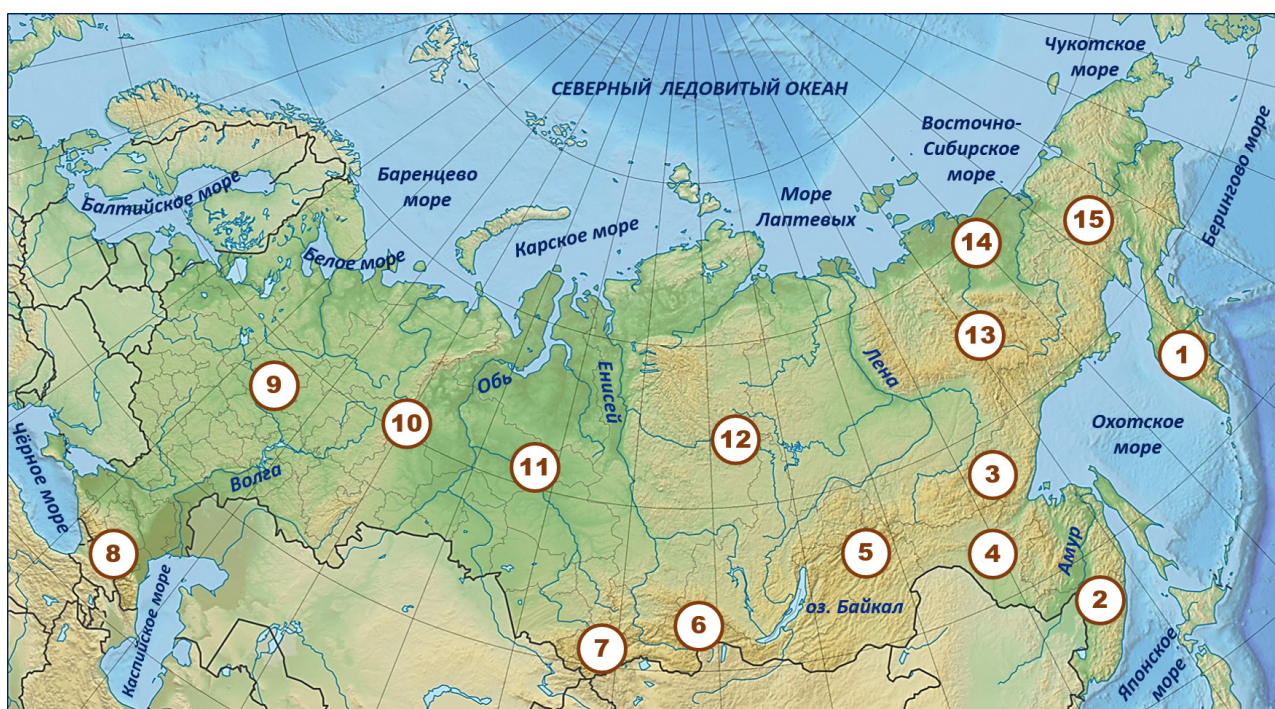 Чукотское
море
СЕВЕРНЫЙ ЛЕДОВИТЫЙ ОКЕАН
Восточно-
Сибирское
море
Берингово море
Баренцево
море
Море
Лаптевых
Балтийское море
Карское море
Белое море
15
14
13
1
Обь
Енисей
Лена
9
10
12
11
Охотское
море
Чёрное море
Волга
3
8
5
4
Амур
Каспийское море
оз. Байкал
2
6
7
Японское
море